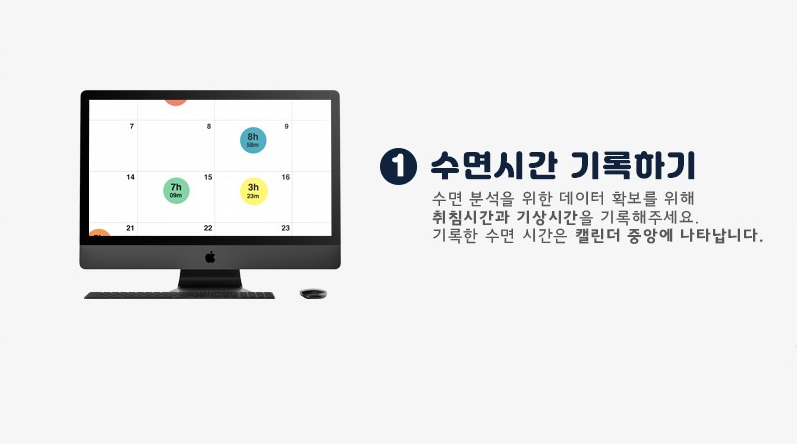 7 8 9
8h
58m
14 15 16
7h
09m
3h
23m
21 22 23
1 수면시간 기록하기
수면 분석을 위한 데이터 확보를 위해
취침시간과 기상시간을 기록해주세요.
기록한 수면 시간은 캘린더 중앙에 나타납니다.